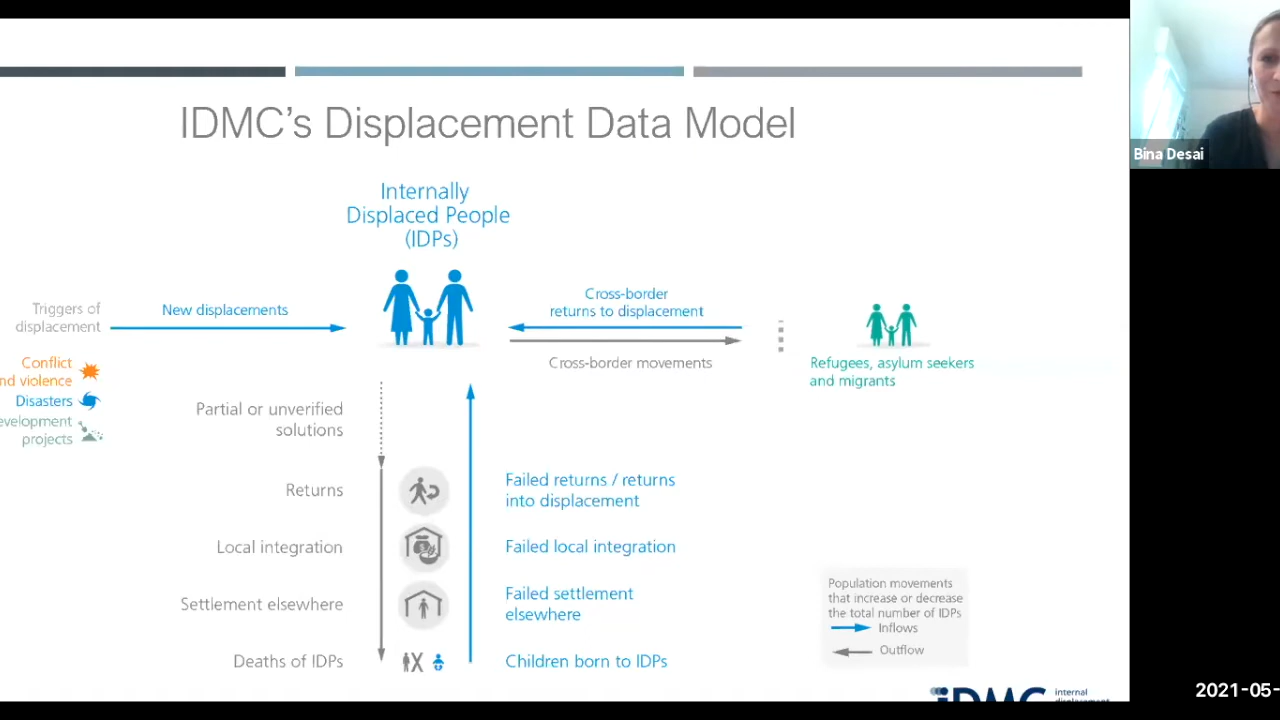 IDMC's Displacement Data Model
Bina Desai
Internally
Displaced People
(IDPs)
Triggers of
displacement
New displacements
Cross-border
returns to displacement
Cross-border movements
Refugees, asylum seekers
and migrants
Conflict
violence
Disasters
projects
Partial or unverified
solutions
Returns
Failed returns / returns
into displacement
Local integration
Failed local integration
Settlement elsewhere
Failed settlement
elsewhere
Deaths of IDPs
Children born to IDPs
Population movements
that increase or decrease
the total number of IDPs
Inflows
Outflow
iDMC
internal
2021-05-